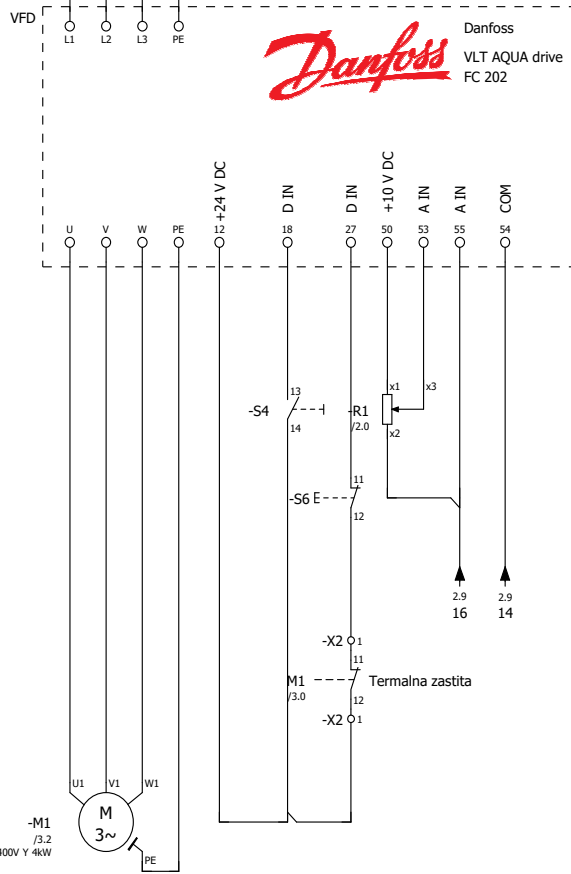 VFD
L1 L2 L3 PE
Danfoss
Danfoss
VLT AQUA drive
FC 202
+24 V DC D IN D IN +10 V DC A IN A IN COM
U V W PE 12 18 27 50 53 55 54
13 x1 x3
-S4 -R1
14 /2.0 x2
11
-S6 E
12
2.9 2.9
16 14
-X2 1
11
M1 Termalna zastita
/3.0
12
-X2 1
U1 V1 W1
-M1 M
/3.2 3~
400V Y 4kW
PE